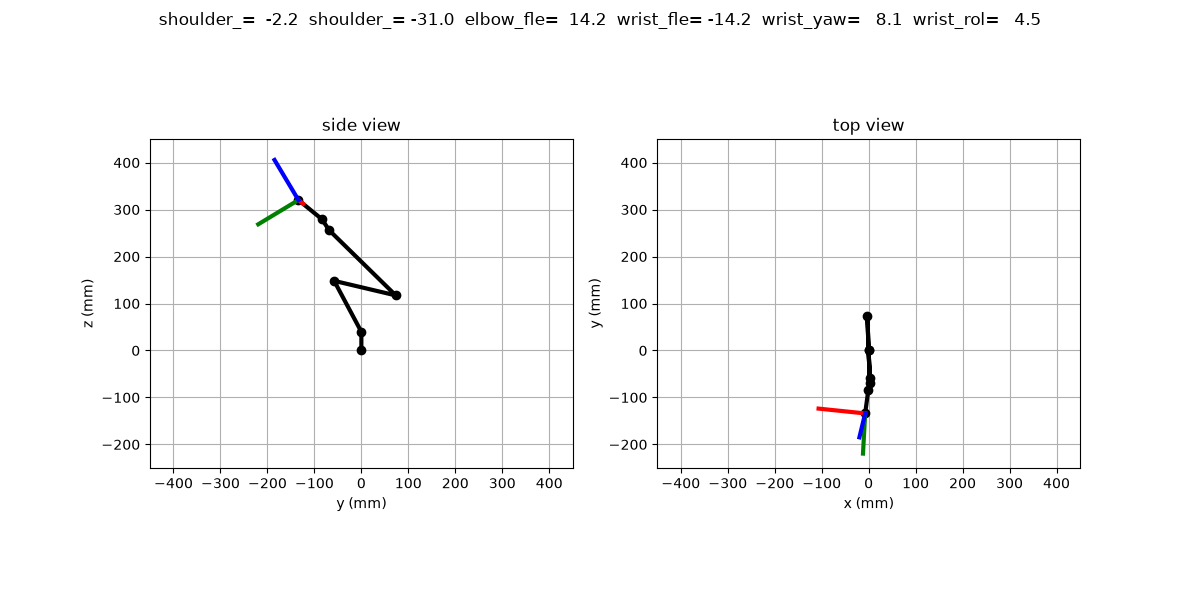 shoulder_=  -2.2  shoulder_= -31.0  elbow_fle=  14.2  wrist_fle= -14.2  wrist_yaw=   8.1  wrist_rol=   4.5
side view
top view
400
300
200
100
0
−100
−200
z (mm)
−400 −300 −200 −100 0 100 200 300 400
y (mm)
400
300
200
100
0
−100
−200
y (mm)
−400 −300 −200 −100 0 100 200 300 400
x (mm)